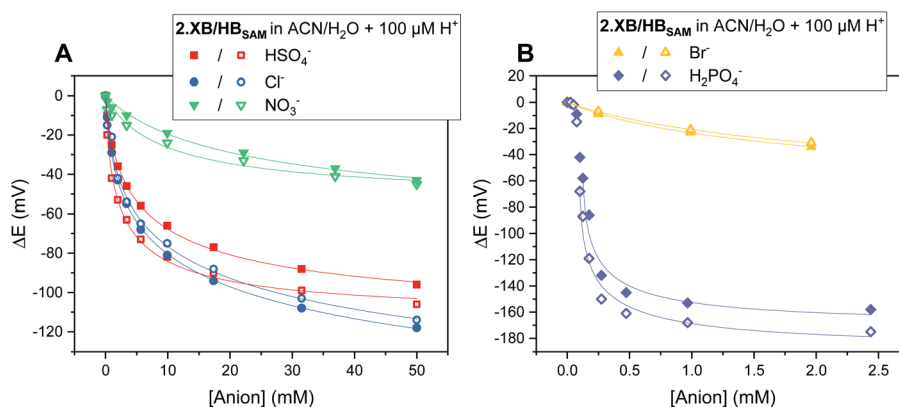 A
2.XB/HB_SAM in ACN/H₂O + 100 µM H⁺
/ HSO₄⁻
/ Cl⁻
/ NO₃⁻
0
-20
-40
-60
-80
-100
-120
ΔE (mV)
0 10 20 30 40 50
[Anion] (mM)
B
2.XB/HB_SAM in ACN/H₂O + 100 µM H⁺
/ Br⁻
/ H₂PO₄⁻
20
0
-20
-40
-60
-80
-100
-120
-140
-160
-180
ΔE (mV)
0.0 0.5 1.0 1.5 2.0 2.5
[Anion] (mM)